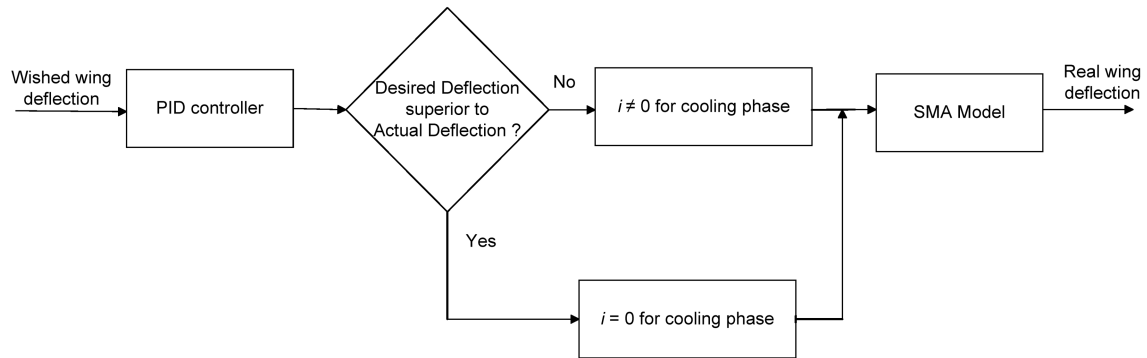 Wished wing
deflection
PID controller
Desired Deflection
superior to
Actual Deflection ?
No
i ≠ 0 for cooling phase
SMA Model
Real wing
deflection
Yes
i = 0 for cooling phase